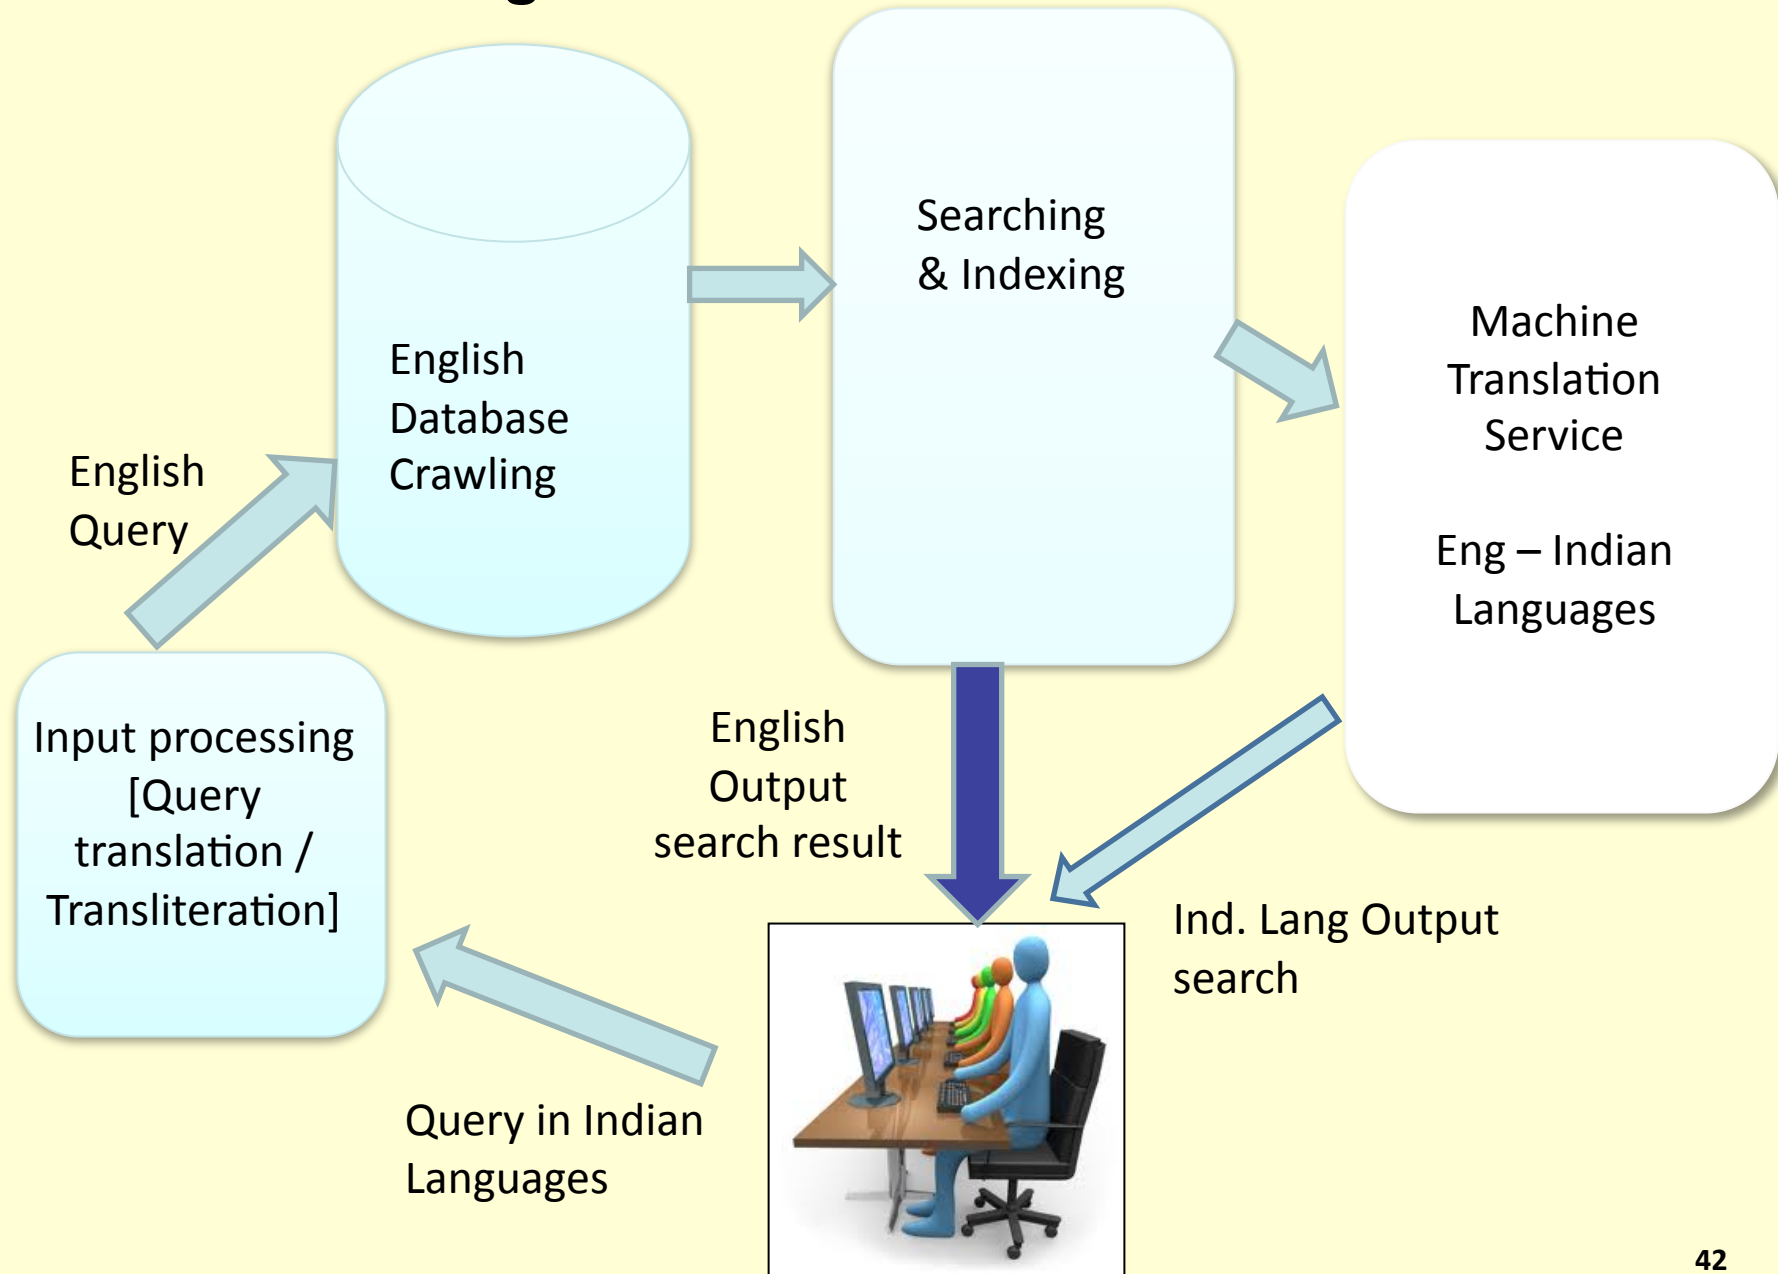 English
Database
Crawling
Searching
& Indexing
Machine
Translation
Service
Eng – Indian
Languages
English
Query
Input processing
[Query
translation /
Transliteration]
English
Output
search result
Ind. Lang Output
search
Query in Indian
Languages
42